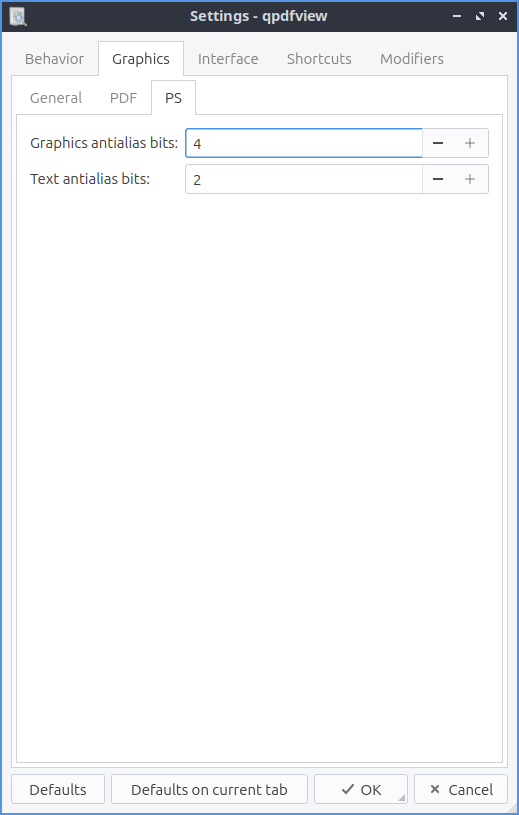 Settings - qpdfview
Behavior Graphics Interface Shortcuts Modifiers
General PDF PS
Graphics antialias bits: 4
Text antialias bits: 2
Defaults Defaults on current tab OK Cancel